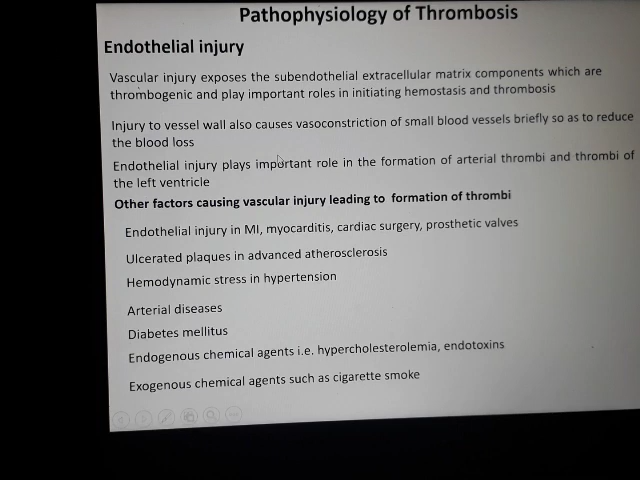 Pathophysiology of Thrombosis
Endothelial injury
Vascular injury exposes the subendothelial extracellular matrix components which are
thrombogenic and play important roles in initiating hemostasis and thrombosis
Injury to vessel wall also causes vasoconstriction of small blood vessels briefly so as to reduce
the blood loss
Endothelial injury plays important role in the formation of arterial thrombi and thrombi of
the left ventricle
Other factors causing vascular injury leading to formation of thrombi
Endothelial injury in MI, myocarditis, cardiac surgery, prosthetic valves
Ulcerated plaques in advanced atherosclerosis
Hemodynamic stress in hypertension
Arterial diseases
Diabetes mellitus
Endogenous chemical agents i.e. hypercholesterolemia, endotoxins
Exogenous chemical agents such as cigarette smoke